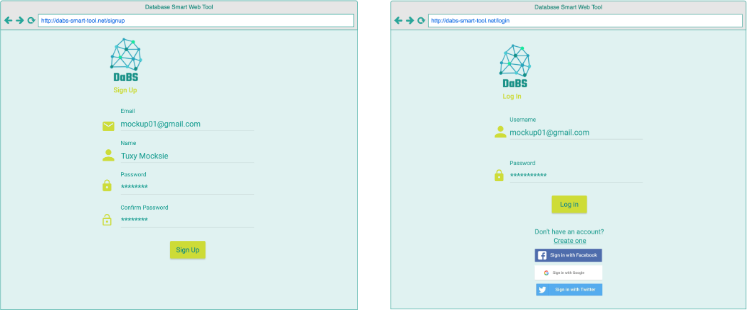 Database Smart Web Tool
http://dabs-smart-tool.net/signup
DaBS
Sign Up
Email
mockup01@gmail.com
Name
Tuxy Mocksie
Password
********
Confirm Password
********
Sign Up
Database Smart Web Tool
http://dabs-smart-tool.net/login
DaBS
Log In
Username
mockup01@gmail.com
Password
***********
Log In
Don't have an account?
Create one
Sign in with Facebook
G Sign in with Google
Sign in with Twitter